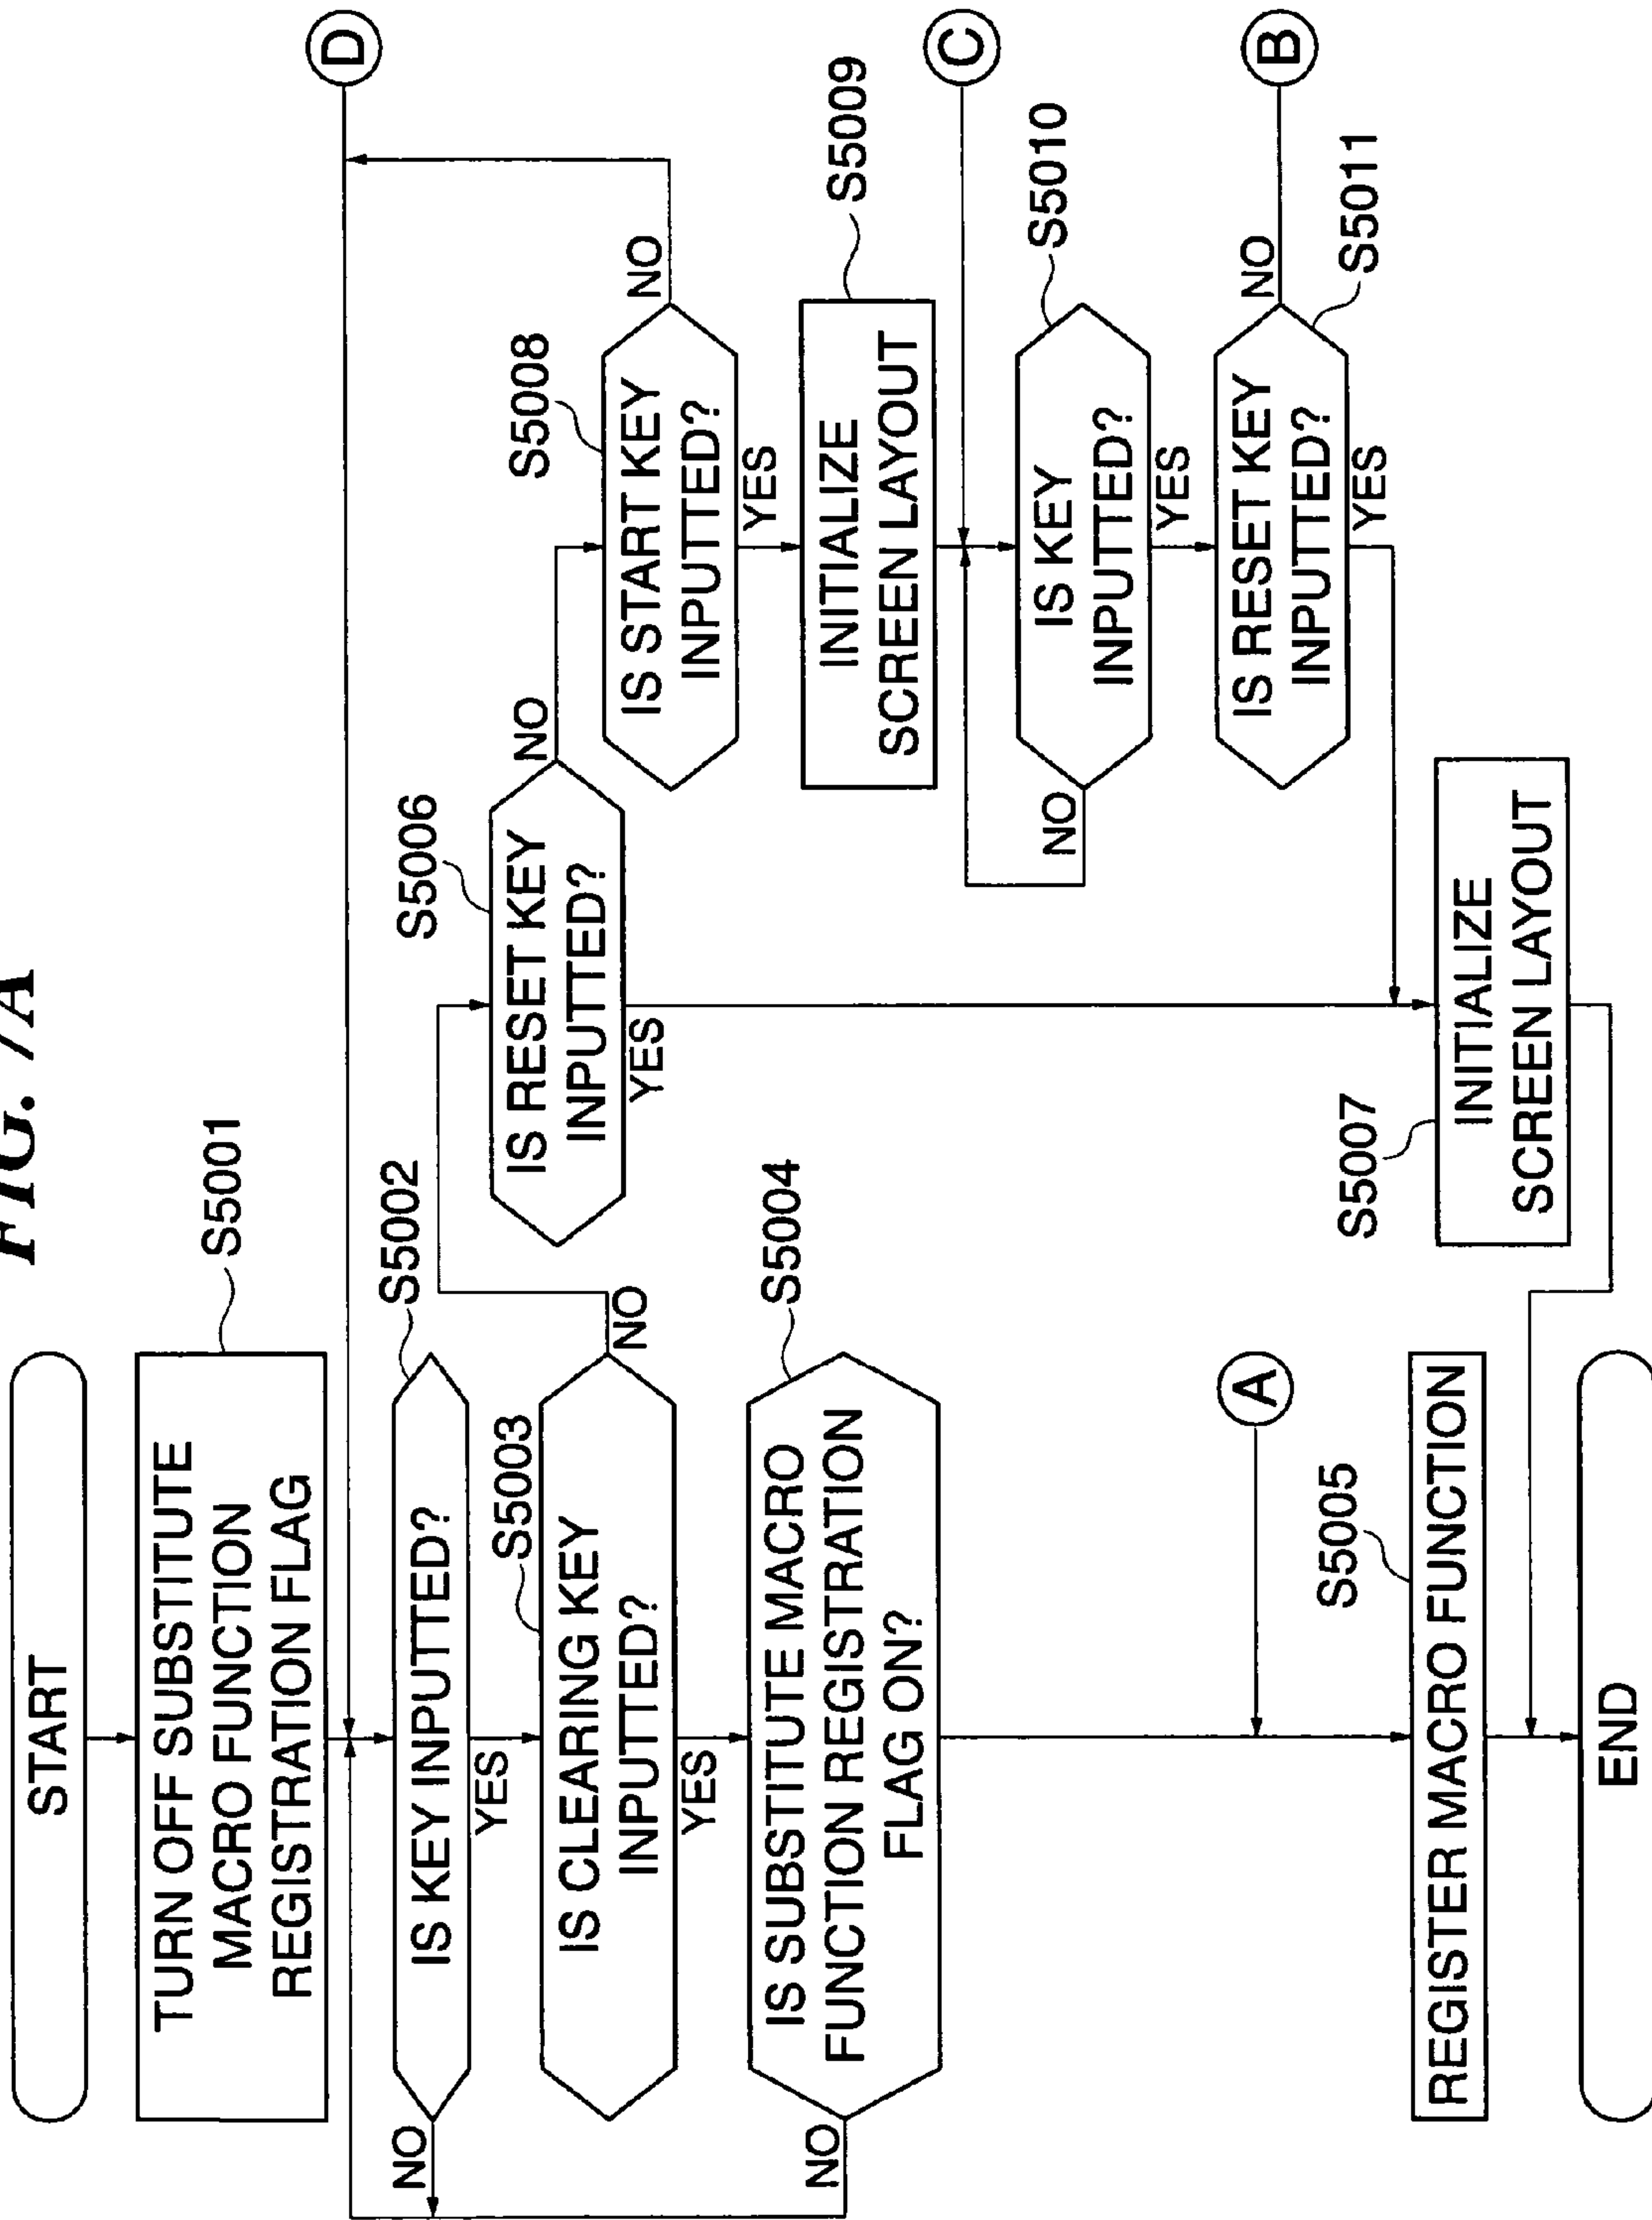 FIG. 7A
START
TURN OFF SUBSTITUTE
MACRO FUNCTION
REGISTRATION FLAG
S5001
IS KEY INPUTTED?
S5002
NO
YES
IS CLEARING KEY
INPUTTED?
S5003
NO
YES
IS SUBSTITUTE MACRO
FUNCTION REGISTRATION
FLAG ON?
S5004
NO
A
REGISTER MACRO FUNCTION
S5005
END
IS RESET KEY
INPUTTED?
S5006
NO
YES
INITIALIZE
SCREEN LAYOUT
S5007
IS START KEY
INPUTTED?
S5008
NO
YES
INITIALIZE
SCREEN LAYOUT
S5009
IS KEY
INPUTTED?
S5010
NO
YES
IS RESET KEY
INPUTTED?
S5011
NO
YES
D
C
B